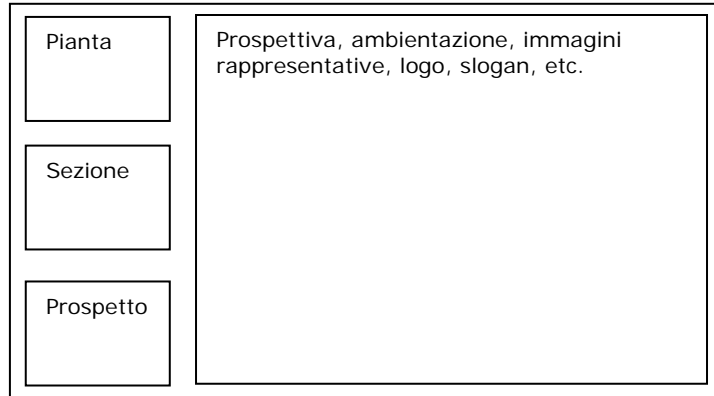 Pianta
Prospettiva, ambientazione, immagini
rappresentative, logo, slogan, etc.
Sezione
Prospetto